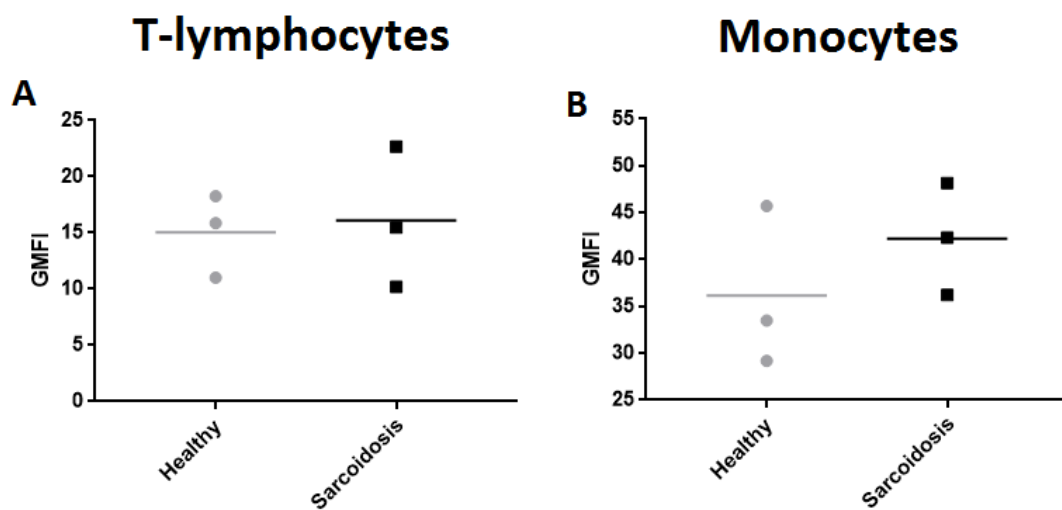 T-lymphocytes
Monocytes
A
25
20
15
10
5
0
GMFI
Healthy
Sarcoidosis
B
55
50
45
40
35
30
25
GMFI
Healthy
Sarcoidosis